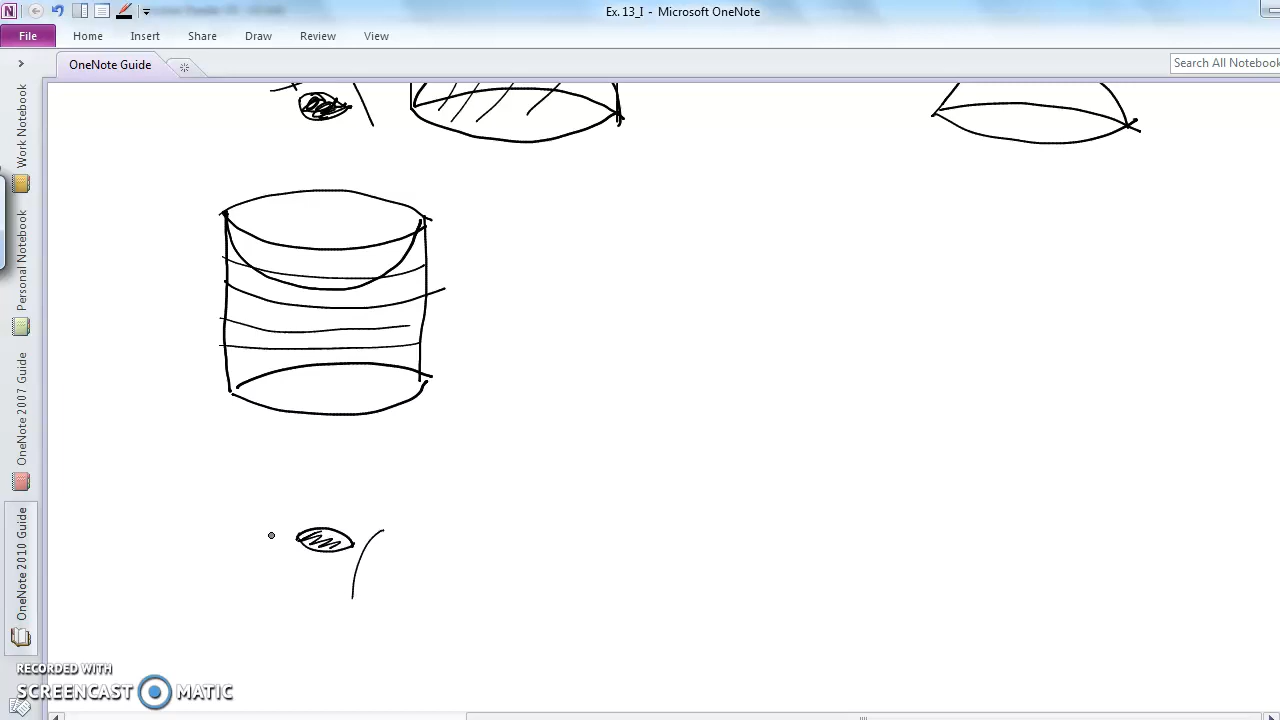 Ex. 13_I - Microsoft OneNote
File Home Insert Share Review Draw View
OneNote Guide
Search All Notebook
Work Notebook
Personal Notebook
OneNote 2007 Guide
OneNote 2010 Guide
RECORDED WITH
SCREENCAST MATIC